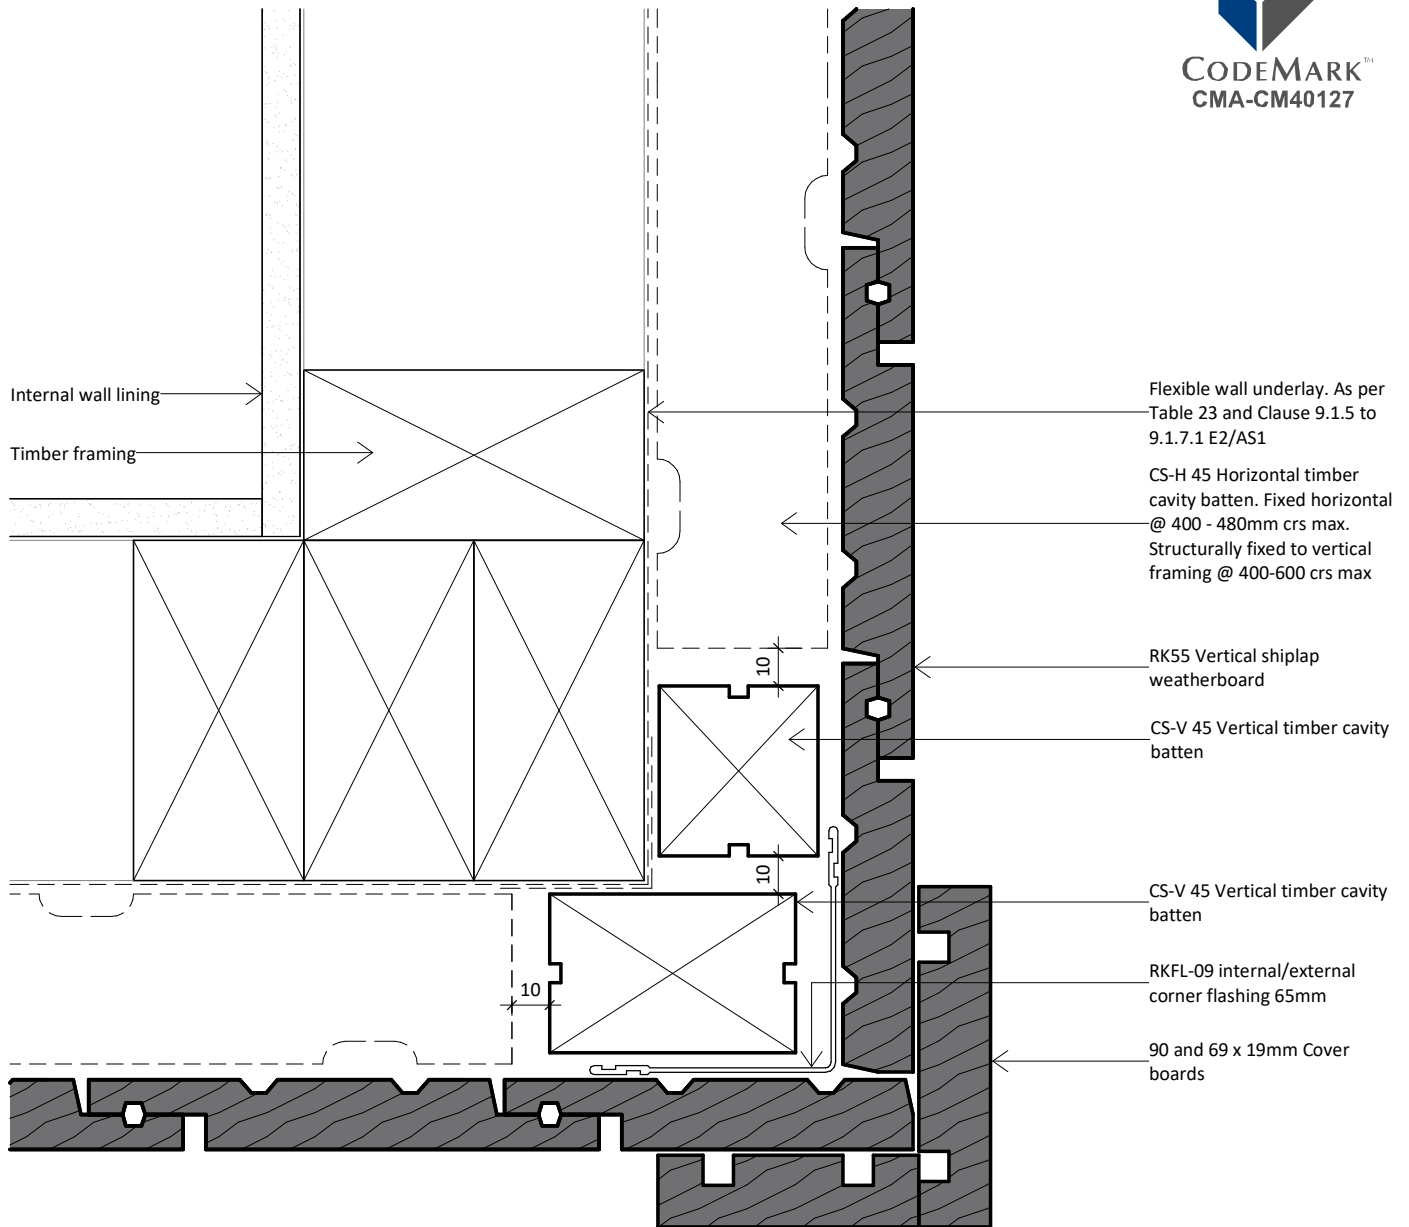 CODEMARK™
CMA-CM40127
Internal wall lining
Timber framing
Flexible wall underlay. As per
Table 23 and Clause 9.1.5 to
9.1.7.1 E2/AS1
CS-H 45 Horizontal timber
cavity batten. Fixed horizontal
@ 400 - 480mm crs max.
Structurally fixed to vertical
framing @ 400-600 crs max
10
RK55 Vertical shiplap
weatherboard
CS-V 45 Vertical timber cavity
batten
10
CS-V 45 Vertical timber cavity
batten
10
RKFL-09 internal/external
corner flashing 65mm
90 and 69 x 19mm Cover
boards